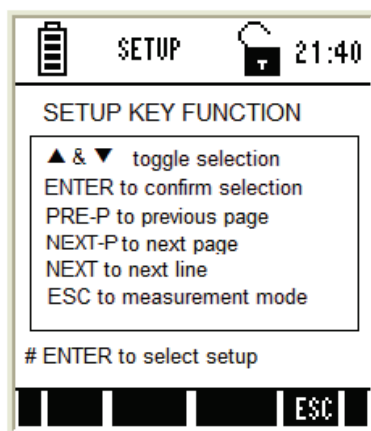 SETUP 21:40
SETUP KEY FUNCTION
▲ & ▼ toggle selection
ENTER to confirm selection
PRE-P to previous page
NEXT-P to next page
NEXT to next line
ESC to measurement mode
# ENTER to select setup
ESC